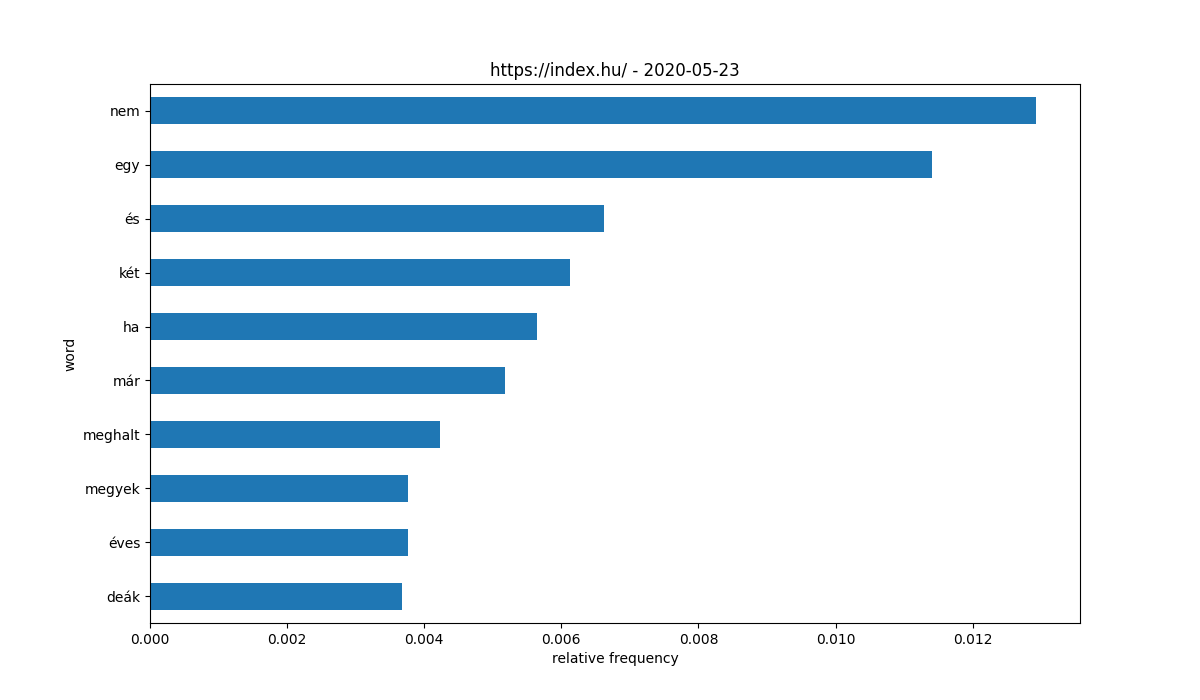 https://index.hu/ - 2020-05-23
nem
egy
és
két
ha
már
meghalt
megyek
éves
deák
word
0.000 0.002 0.004 0.006 0.008 0.010 0.012
relative frequency